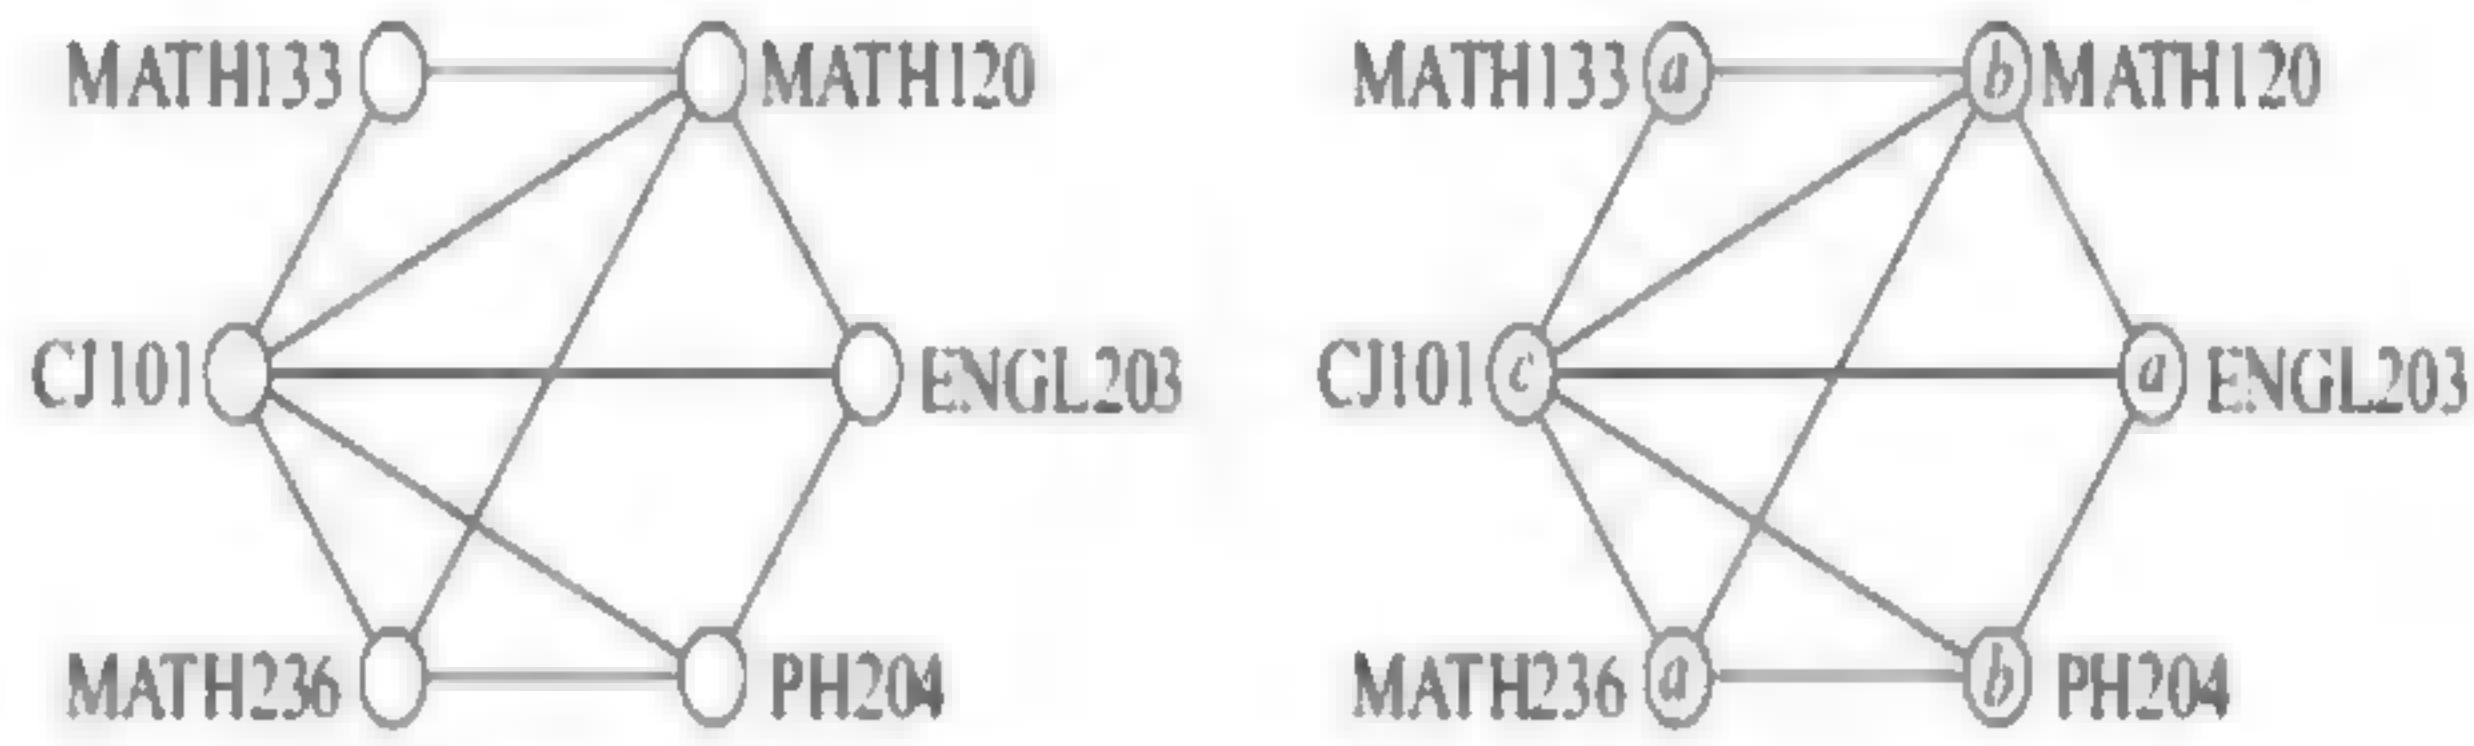 MATH133 MATH120 MATH133 a b MATH120
CJ101 ENGL203 CJ101 c a ENGL203
MATH236 PH204 MATH236 a b PH204